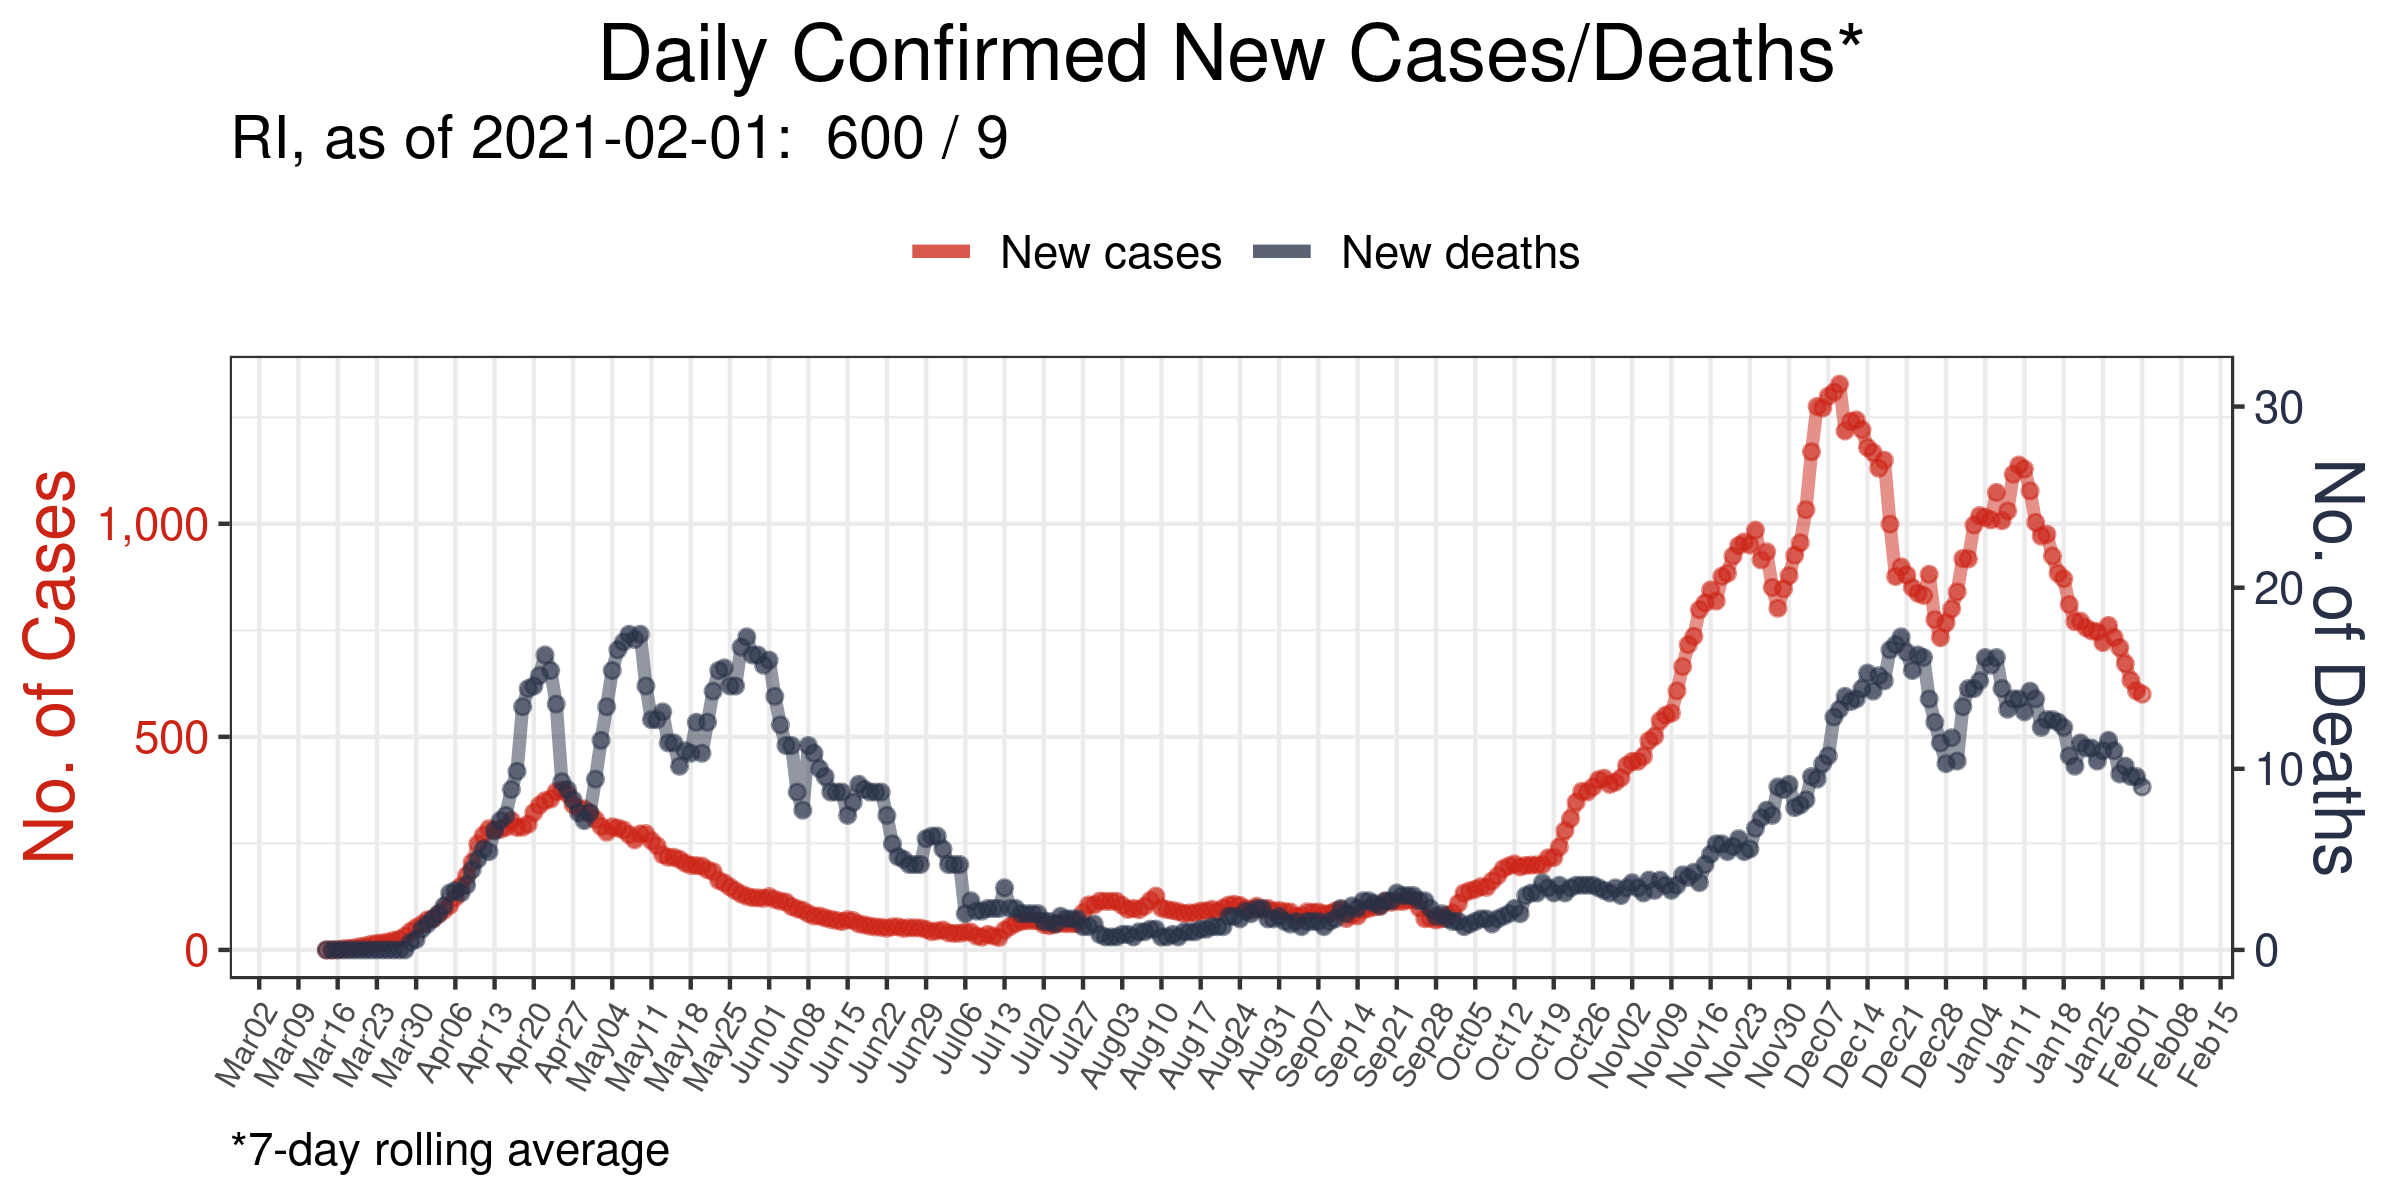 Daily Confirmed New Cases/Deaths*
RI, as of 2021-02-01: 600 / 9
New cases
New deaths
No. of Cases
1,000
500
0
30
20
10
0
No. of Deaths
Mar02
Mar09
Mar16
Mar23
Mar30
Apr06
Apr13
Apr20
Apr27
May04
May11
May18
May25
Jun01
Jun08
Jun15
Jun22
Jun29
Jul06
Jul13
Jul20
Jul27
Aug03
Aug10
Aug17
Aug24
Aug31
Sep07
Sep14
Sep21
Sep28
Oct05
Oct12
Oct19
Oct26
Nov02
Nov09
Nov16
Nov23
Nov30
Dec07
Dec14
Dec21
Dec28
Jan04
Jan11
Jan18
Jan25
Feb01
Feb08
Feb15
*7-day rolling average